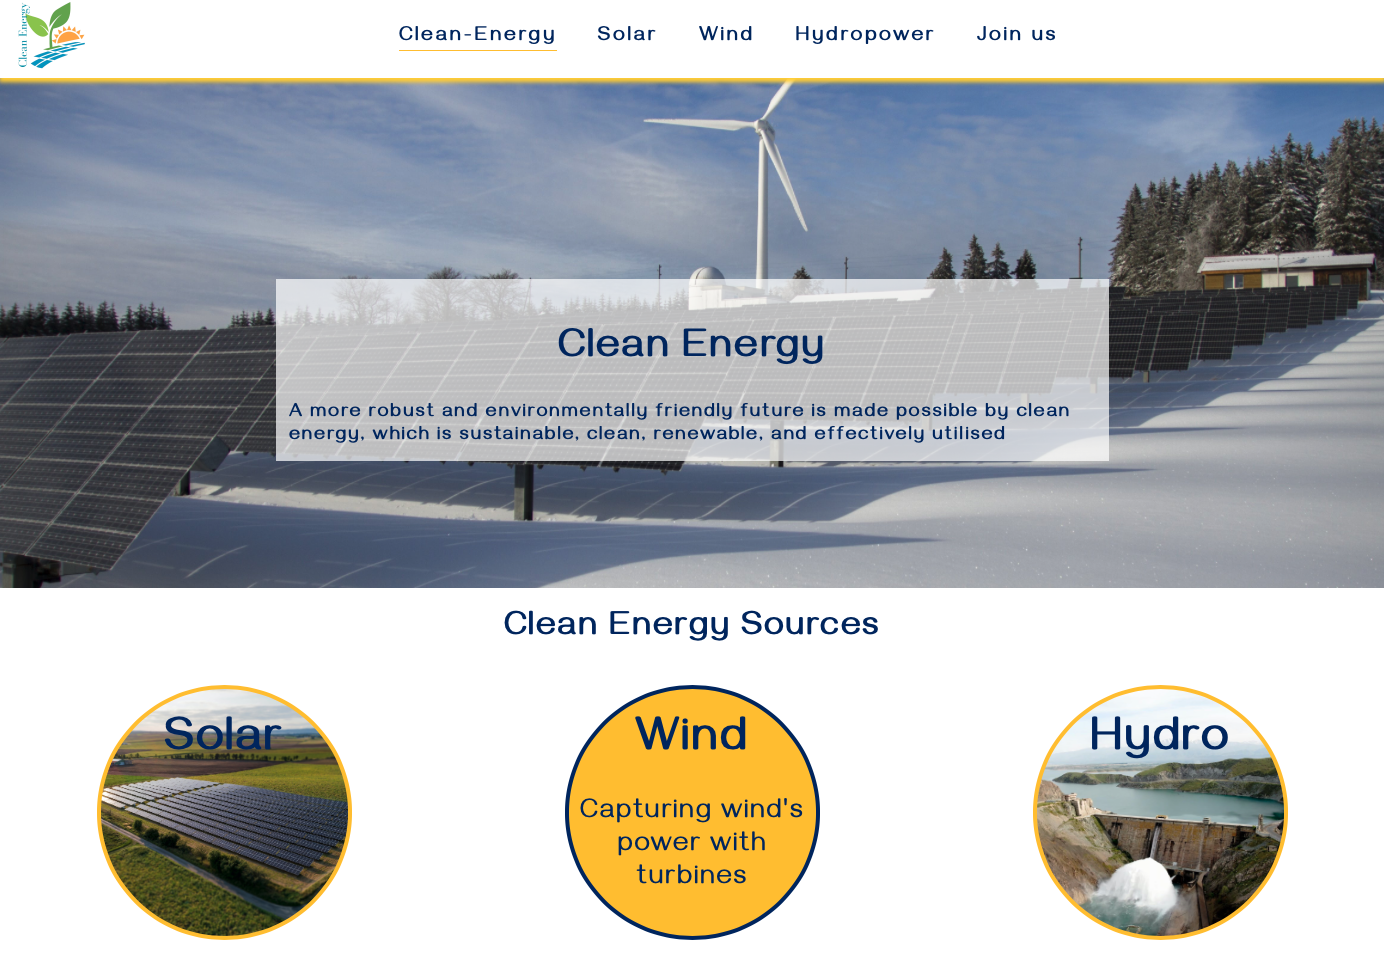 Clean Energy
Clean-Energy Solar Wind Hydropower Join us
Clean Energy
A more robust and environmentally friendly future is made possible by clean
energy, which is sustainable, clean, renewable, and effectively utilised
Clean Energy Sources
Solar
Wind
Capturing wind's
power with
turbines
Hydro